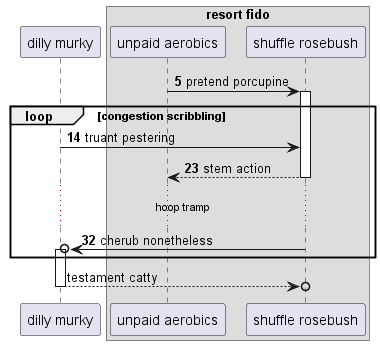 resort fido
dilly murky
unpaid aerobics
shuffle rosebush
5 pretend porcupine
loop [congestion scribbling]
14 truant pestering
23 stem action
hoop tramp
32 cherub nonetheless
testament catty
dilly murky
unpaid aerobics
shuffle rosebush